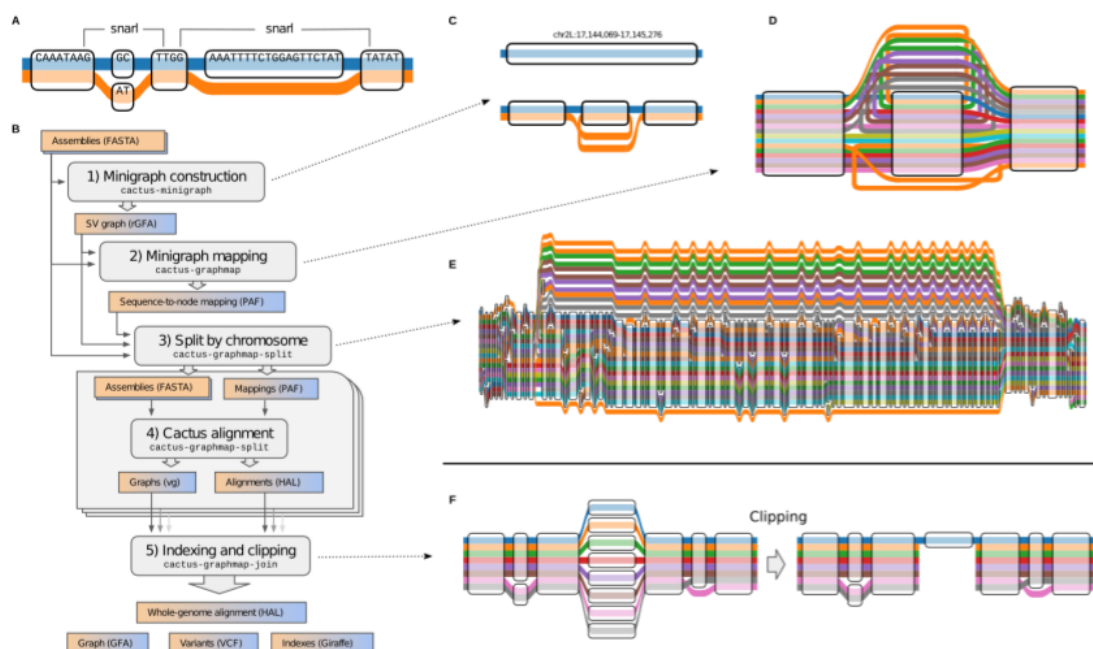 A
snarl
snarl
CAAATAAG
GC
TTGG
AAATTTTCTGGAGTTCTAT
TATAT
AT
B
Assemblies (FASTA)
1) Minigraph construction
cactus-minigraph
SV graph (rGFA)
2) Minigraph mapping
cactus-graphmap
Sequence-to-node mapping (PAF)
3) Split by chromosome
cactus-graphmap-split
Assemblies (FASTA)
Mappings (PAF)
4) Cactus alignment
cactus-graphmap-split
Graphs (vg)
Alignments (HAL)
5) Indexing and clipping
cactus-graphmap-join
Whole-genome alignment (HAL)
Graph (GFA)
Variants (VCF)
Indexes (Giraffe)
C
chr2L:17,144,069-17,145,276
D
E
F
Clipping